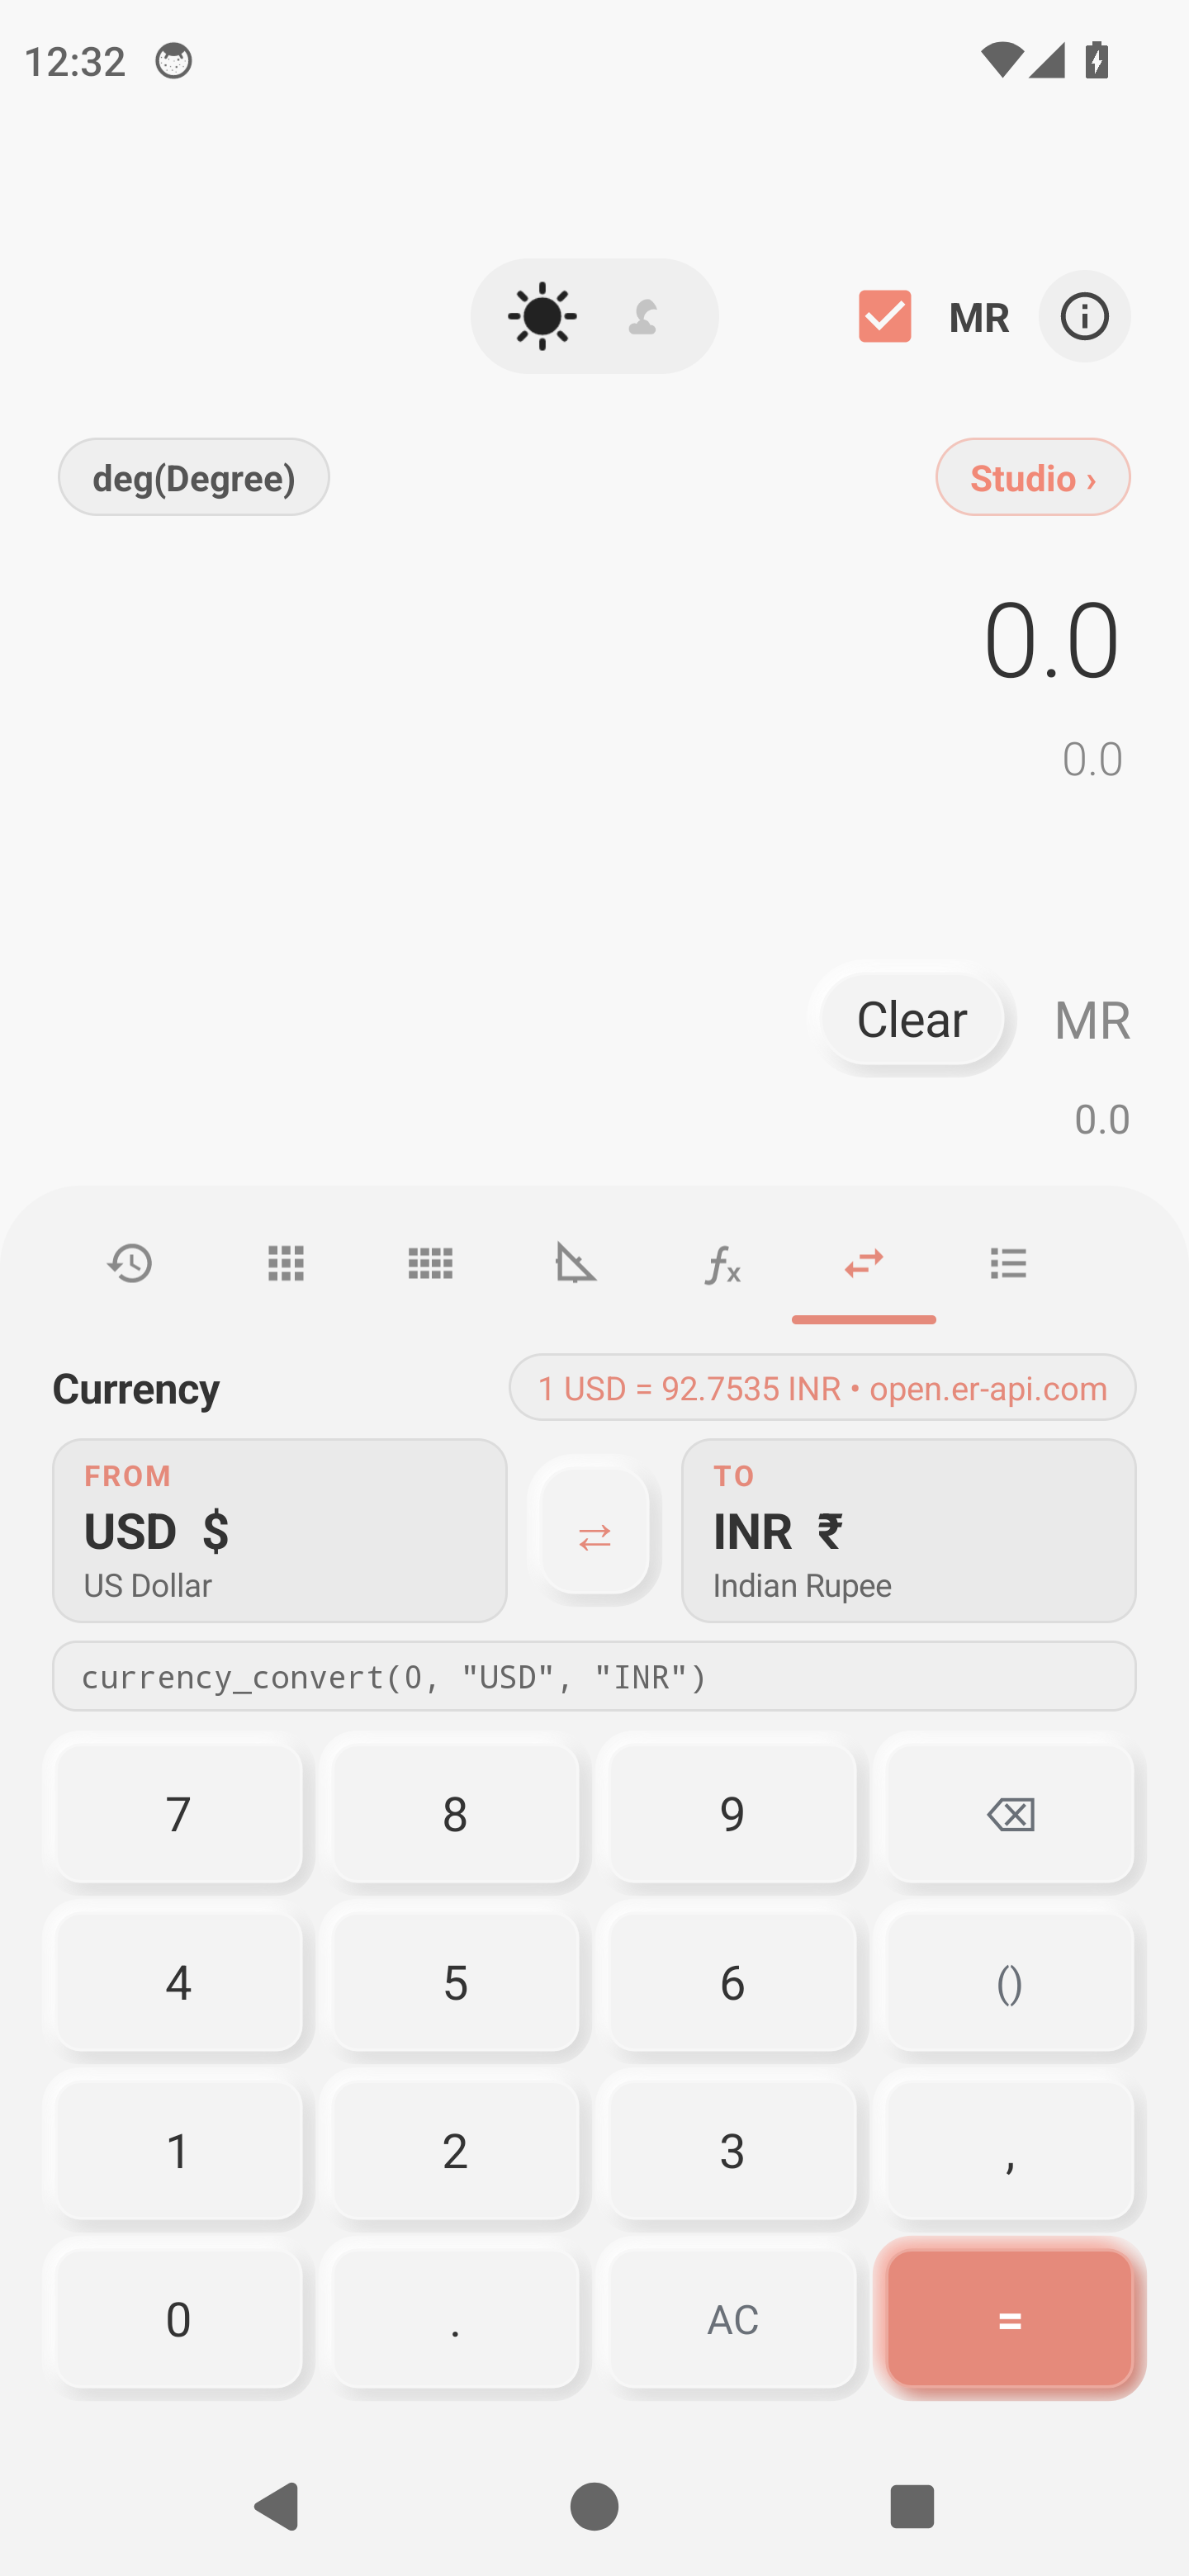 12:32
MR
deg(Degree)
Studio ›
0.0
0.0
Clear MR
0.0
fx
Currency
1 USD = 92.7535 INR • open.er-api.com
FROM
USD $
US Dollar
⇄
TO
INR ₹
Indian Rupee
currency_convert(0, "USD", "INR")
7 8 9 ⌫
4 5 6 ()
1 2 3 ,
0 . AC =